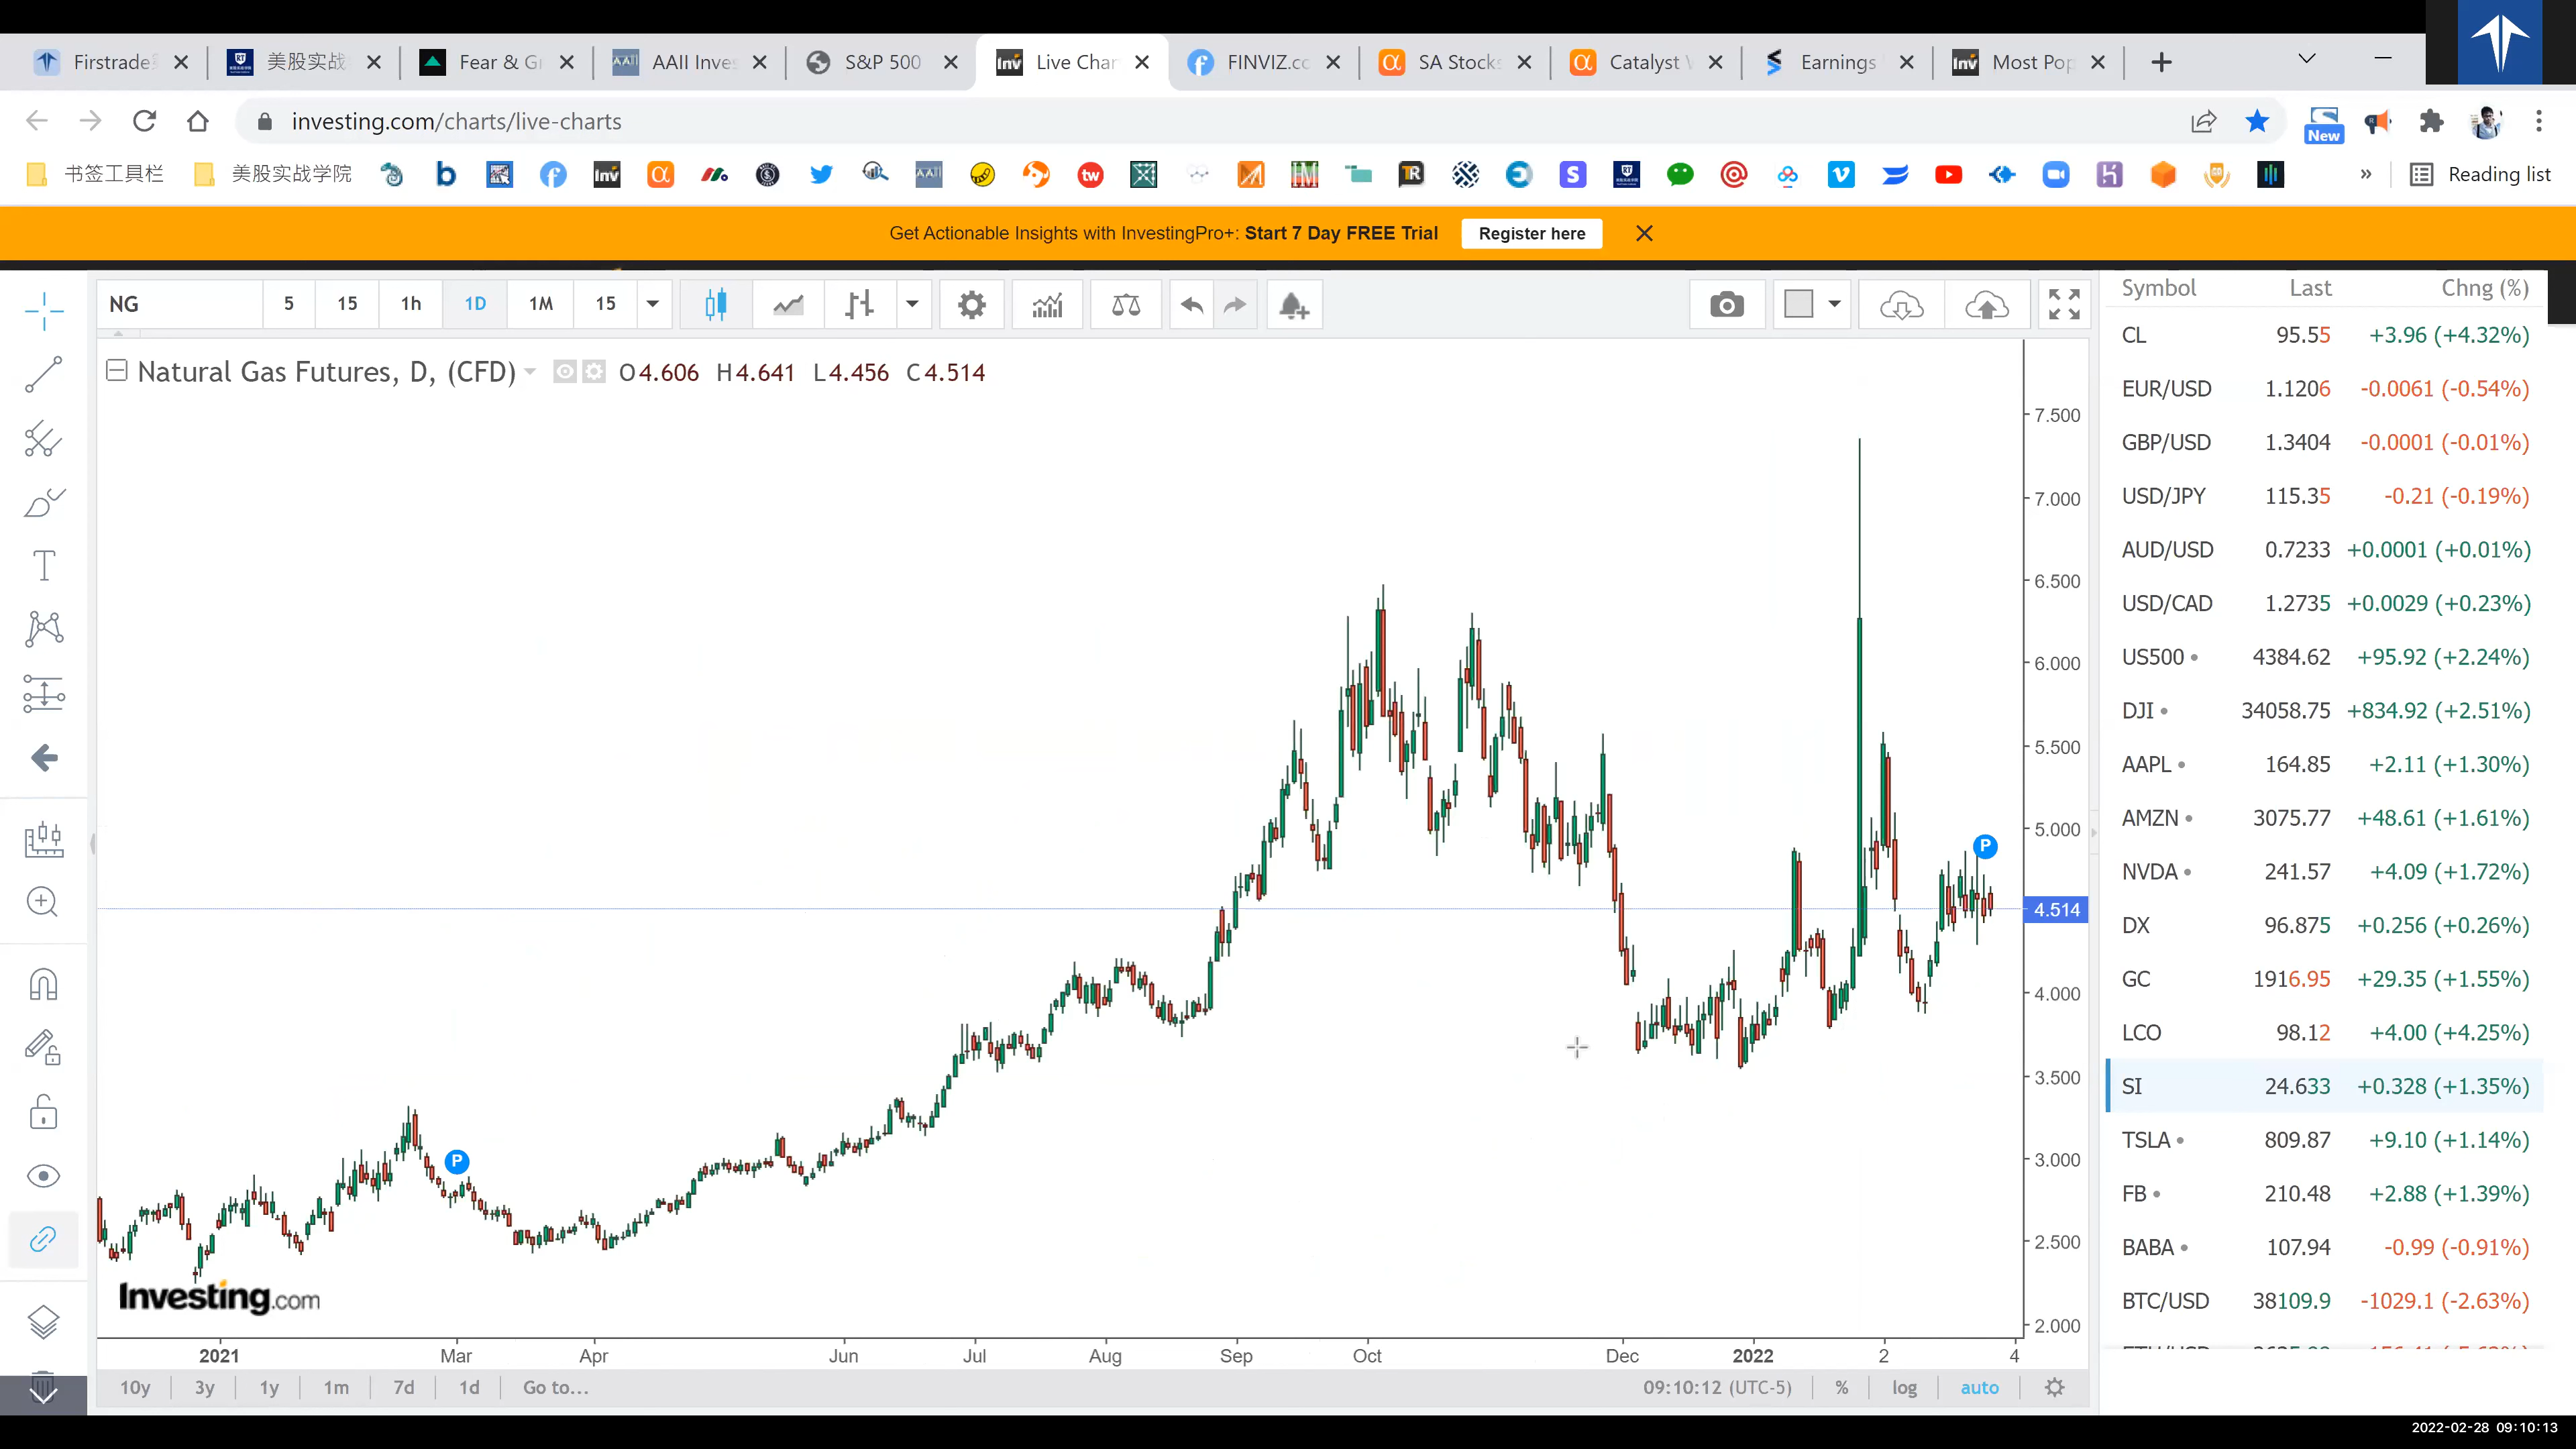 Firstrade
美股实战
Fear & G
AAII Inves
S&P 500
Live Char
FINVIZ.cc
SA Stocks
Catalyst
Earnings
Most Pop
investing.com/charts/live-charts
New
书签工具栏
美股实战学院
Reading list
Get Actionable Insights with InvestingPro+: Start 7 Day FREE Trial
Register here
NG 5 15 1h 1D 1M 15
Natural Gas Futures, D, (CFD) O4.606 H4.641 L4.456 C4.514
7.500
7.000
6.500
6.000
5.500
5.000
4.514
4.000
3.500
3.000
2.500
2.000
P
P
Investing.com
2021 Mar Apr Jun Jul Aug Sep Oct Dec 2022 2 4
10y 3y 1y 1m 7d 1d Go to... 09:10:12 (UTC-5) % log auto
Symbol Last Chng (%)
CL 95.55 +3.96 (+4.32%)
EUR/USD 1.1206 -0.0061 (-0.54%)
GBP/USD 1.3404 -0.0001 (-0.01%)
USD/JPY 115.35 -0.21 (-0.19%)
AUD/USD 0.7233 +0.0001 (+0.01%)
USD/CAD 1.2735 +0.0029 (+0.23%)
US500 4384.62 +95.92 (+2.24%)
DJI 34058.75 +834.92 (+2.51%)
AAPL 164.85 +2.11 (+1.30%)
AMZN 3075.77 +48.61 (+1.61%)
NVDA 241.57 +4.09 (+1.72%)
DX 96.875 +0.256 (+0.26%)
GC 1916.95 +29.35 (+1.55%)
LCO 98.12 +4.00 (+4.25%)
SI 24.633 +0.328 (+1.35%)
TSLA 809.87 +9.10 (+1.14%)
FB 210.48 +2.88 (+1.39%)
BABA 107.94 -0.99 (-0.91%)
BTC/USD 38109.9 -1029.1 (-2.63%)
2022-02-28 09:10:13